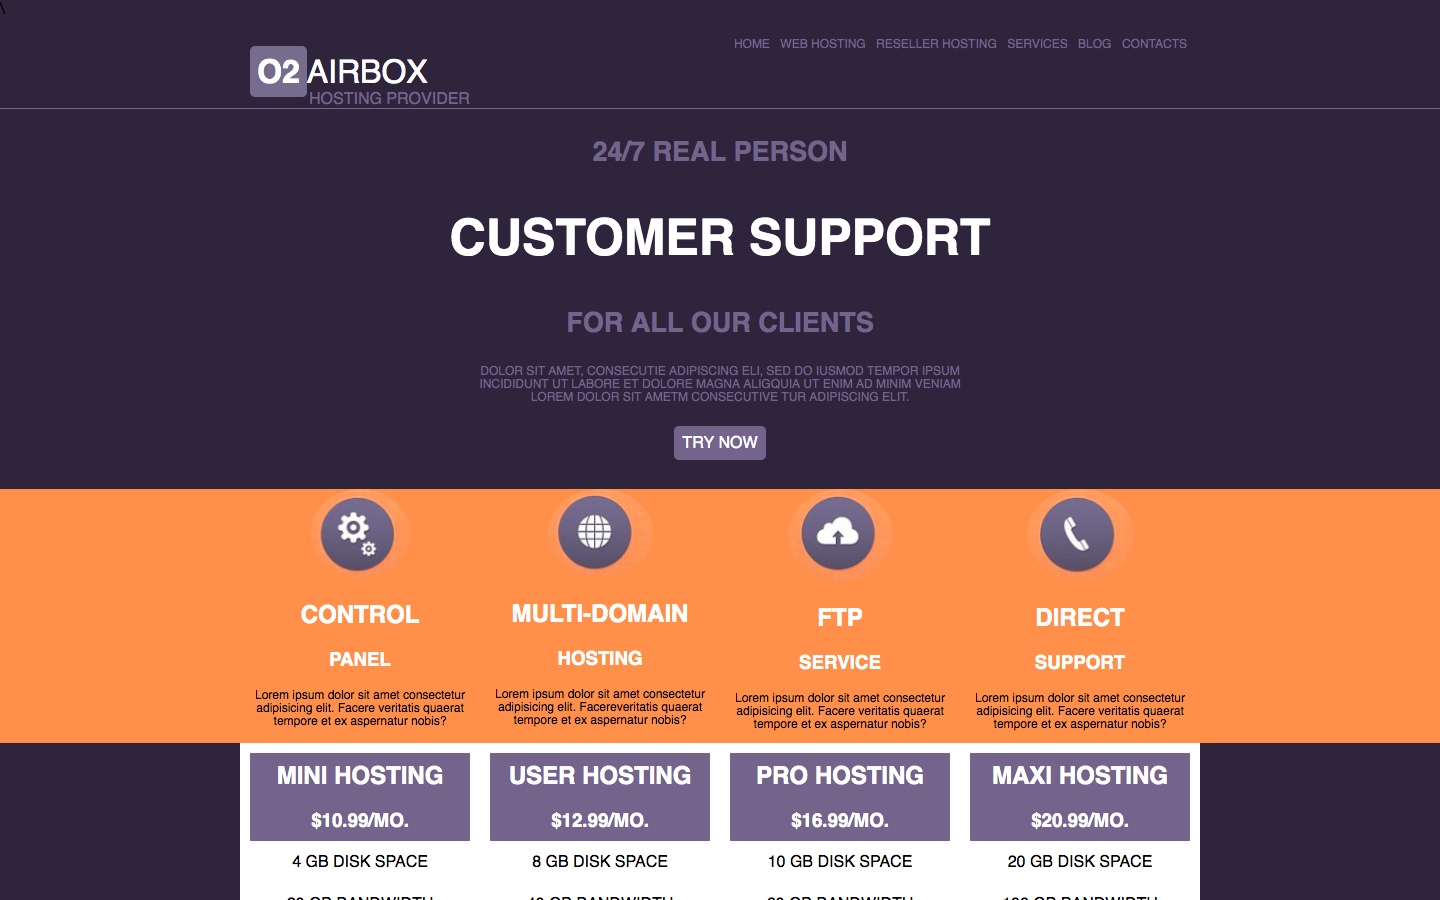 \
HOME WEB HOSTING RESELLER HOSTING SERVICES BLOG CONTACTS
O2 AIRBOX
HOSTING PROVIDER
24/7 REAL PERSON
CUSTOMER SUPPORT
FOR ALL OUR CLIENTS
DOLOR SIT AMET, CONSECUTIE ADIPISCING ELI, SED DO IUSMOD TEMPOR IPSUM
INCIDIDUNT UT LABORE ET DOLORE MAGNA ALIGQUIA UT ENIM AD MINIM VENIAM
LOREM DOLOR SIT AMETM CONSECUTIVE TUR ADIPISCING ELIT.
TRY NOW
CONTROL
PANEL
Lorem ipsum dolor sit amet consectetur
adipisicing elit. Facere veritatis quaerat
tempore et ex aspernatur nobis?
MULTI-DOMAIN
HOSTING
Lorem ipsum dolor sit amet consectetur
adipisicing elit. Facereveritatis quaerat
tempore et ex aspernatur nobis?
FTP
SERVICE
Lorem ipsum dolor sit amet consectetur
adipisicing elit. Facere veritatis quaerat
tempore et ex aspernatur nobis?
DIRECT
SUPPORT
Lorem ipsum dolor sit amet consectetur
adipisicing elit. Facere veritatis quaerat
tempore et ex aspernatur nobis?
MINI HOSTING
$10.99/MO.
4 GB DISK SPACE
USER HOSTING
$12.99/MO.
8 GB DISK SPACE
PRO HOSTING
$16.99/MO.
10 GB DISK SPACE
MAXI HOSTING
$20.99/MO.
20 GB DISK SPACE